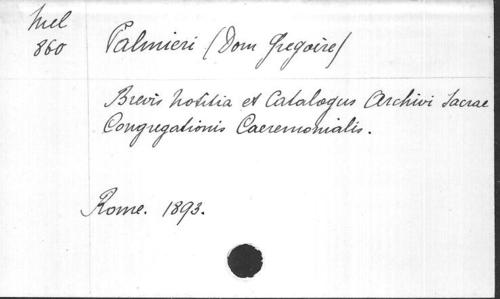 Mel
860
Palmieri (Dom Gregoire)
Brevis Notitia et Catalogus Archivi Sacrae
Congregationis Caeremonialis.
Rome. 1893.